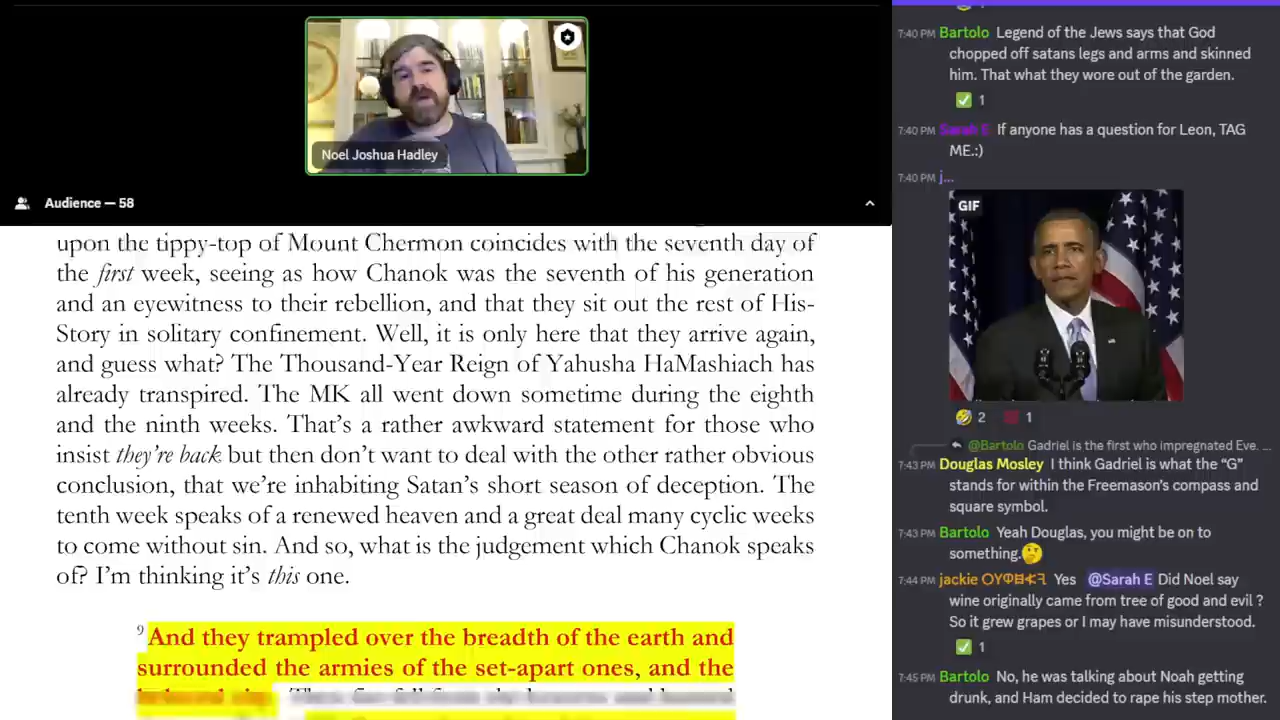 Noel Joshua Hadley
Audience — 58
upon the tippy-top of Mount Chermon coincides with the seventh day of
the first week, seeing as how Chanok was the seventh of his generation
and an eyewitness to their rebellion, and that they sit out the rest of His-
Story in solitary confinement. Well, it is only here that they arrive again,
and guess what? The Thousand-Year Reign of Yahusha HaMashiach has
already transpired. The MK all went down sometime during the eighth
and the ninth weeks. That's a rather awkward statement for those who
insist they're back but then don't want to deal with the other rather obvious
conclusion, that we're inhabiting Satan's short season of deception. The
tenth week speaks of a renewed heaven and a great deal many cyclic weeks
to come without sin. And so, what is the judgement which Chanok speaks
of? I'm thinking it's this one.
9 And they trampled over the breadth of the earth and
surrounded the armies of the set-apart ones, and the
7:40 PM Bartolo Legend of the Jews says that God
chopped off satans legs and arms and skinned
him. That what they wore out of the garden.
✅ 1
7:40 PM Sarah E If anyone has a question for Leon, TAG
ME.:)
7:40 PM j...
GIF
🤣 2 1
@Bartolo Gadriel is the first who impregnated Eve. ...
7:43 PM Douglas Mosley I think Gadriel is what the “G”
stands for within the Freemason's compass and
square symbol.
7:43 PM Bartolo Yeah Douglas, you might be on to
something.🤔
7:44 PM jackie Yes @Sarah E Did Noel say
wine originally came from tree of good and evil ?
So it grew grapes or I may have misunderstood.
✅ 1
7:45 PM Bartolo No, he was talking about Noah getting
drunk, and Ham decided to rape his step mother.